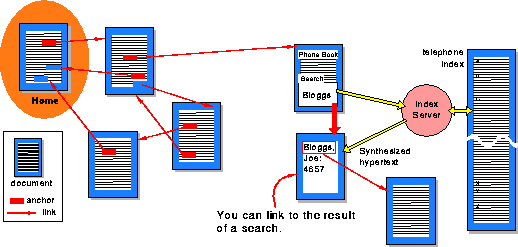 Home
document
anchor
link
Phone Book
Search
Bloggs
Bloggs,
Joe:
4657
Index
Server
Synthesized
hypertext
telephone
index
You can link to the result
of a search.